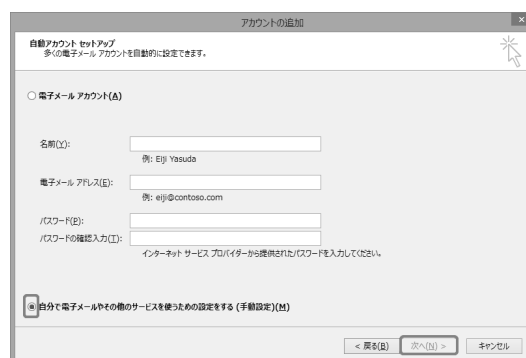 アカウントの追加
自動アカウント セットアップ
多くの電子メール アカウントを自動的に設定できます。
電子メール アカウント(A)
名前(Y):
例: Eiji Yasuda
電子メール アドレス(E):
例: eiji@contoso.com
パスワード(P):
パスワードの確認入力(T):
インターネット サービス プロバイダーから提供されたパスワードを入力してください。
自分で電子メールやその他のサービスを使うための設定をする (手動設定)(M)
< 戻る(B) 次へ(N) > キャンセル